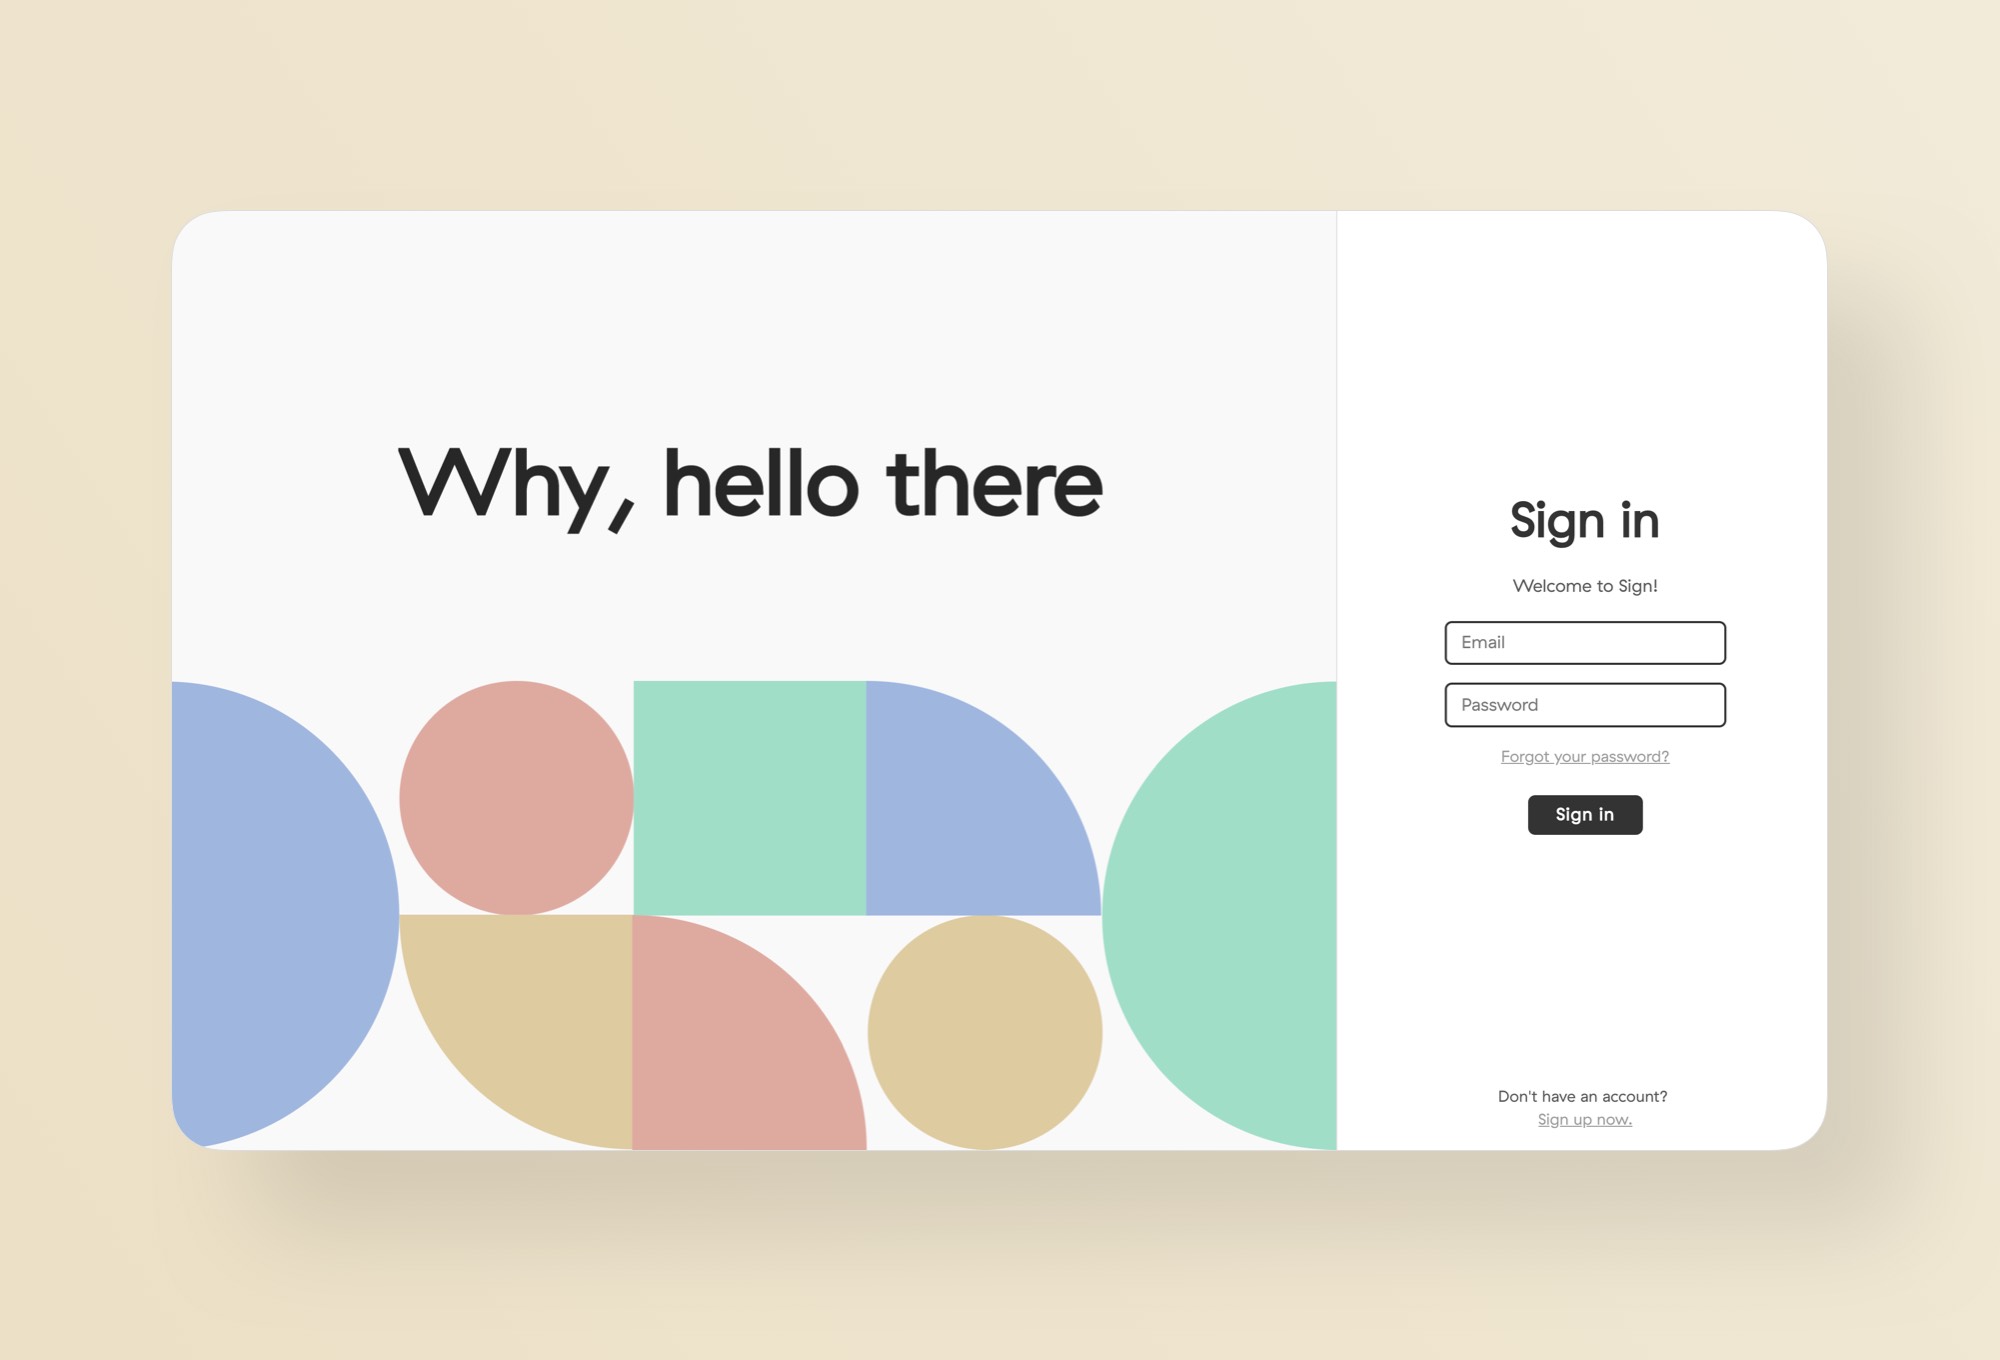 Why, hello there
Sign in
Welcome to Sign!
Email
Password
Forgot your password?
Sign in
Don't have an account?
Sign up now.